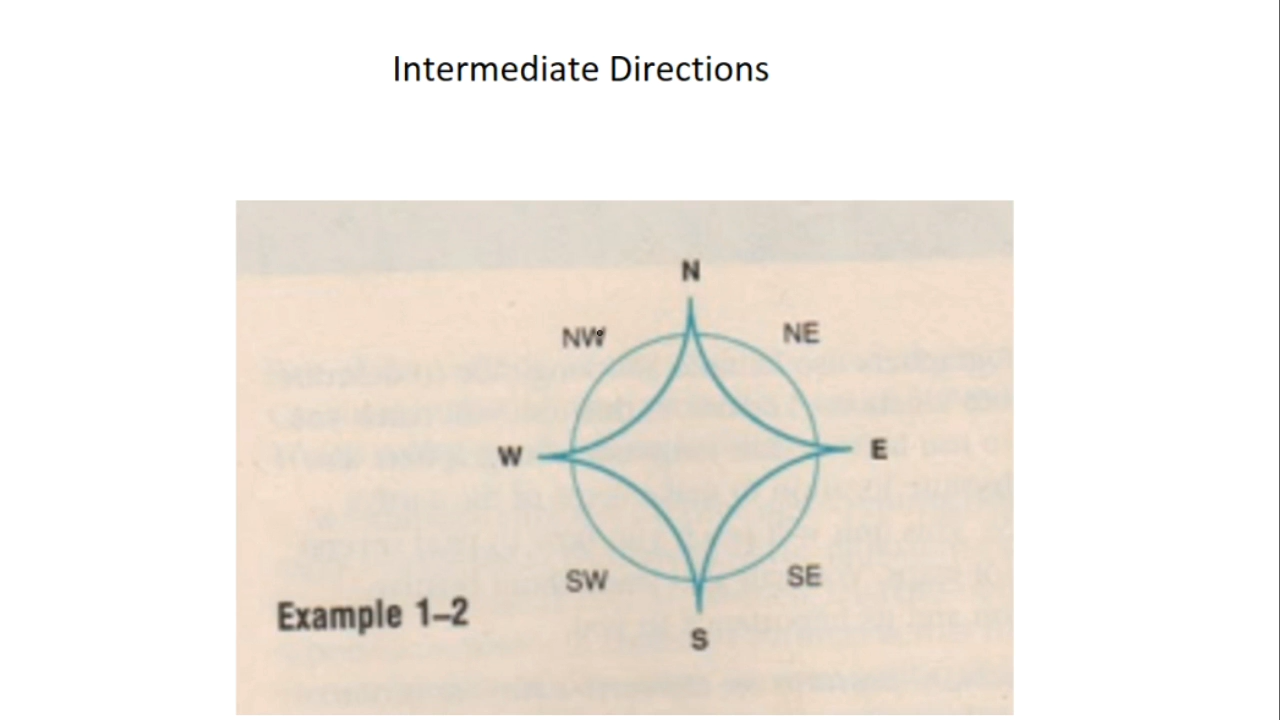 Intermediate Directions
N
NW NE
W E
SW SE
Example 1–2
S